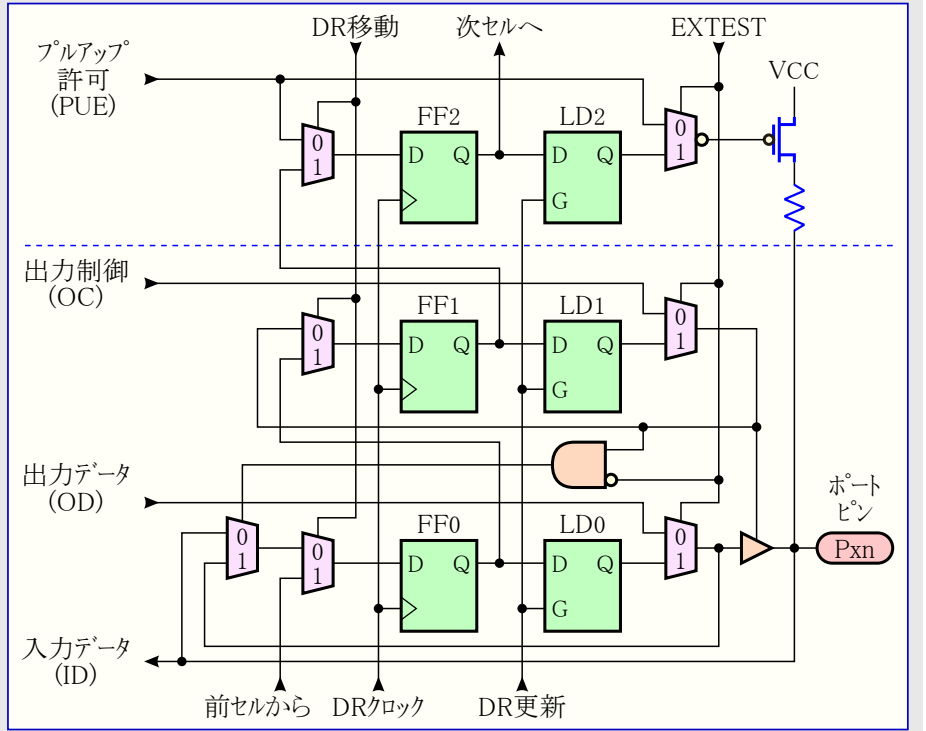 DR移動
次セルへ
EXTEST
プルアップ
許可
(PUE)
VCC
0
1
FF2
D Q
LD2
D Q
G
0
1
出力制御
(OC)
0
1
FF1
D Q
LD1
D Q
G
0
1
出力データ
(OD)
0
1
0
1
FF0
D Q
LD0
D Q
G
0
1
ポート
ピン
Pxn
入力データ
(ID)
前セルから
DRクロック
DR更新